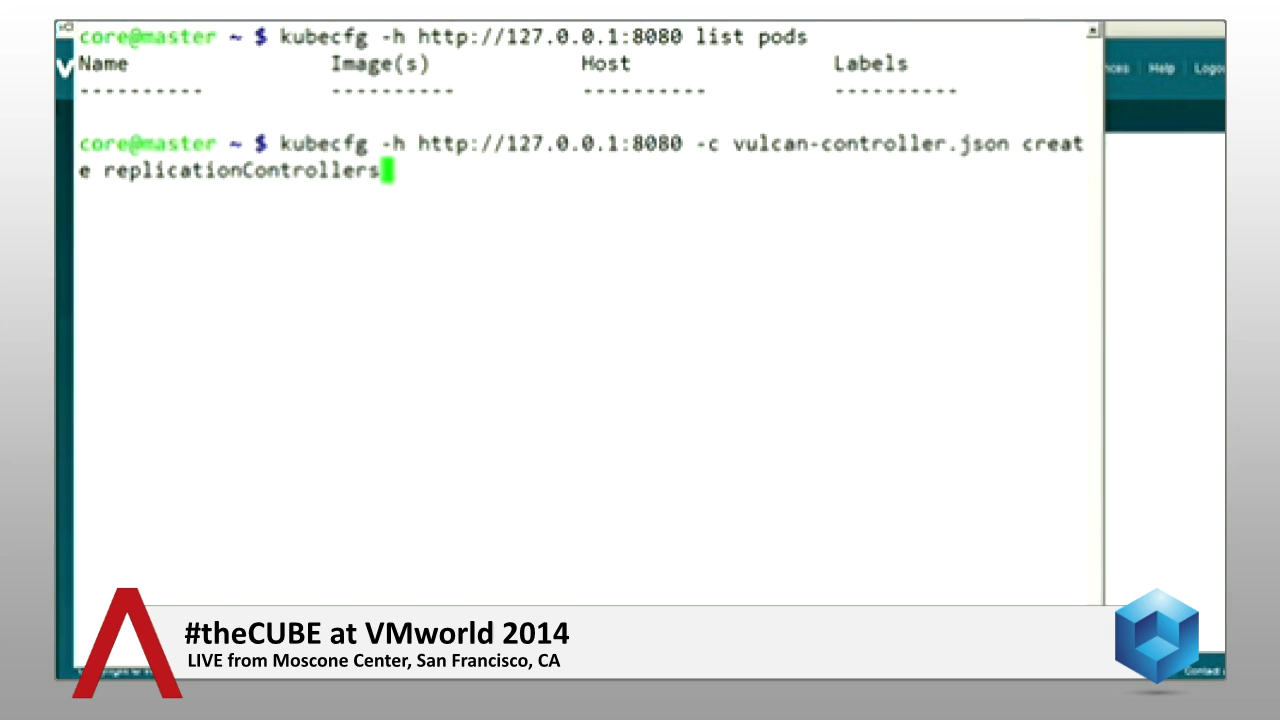 core@master ~ $ kubecfg -h http://127.0.0.1:8080 list pods
Name Image(s) Host Labels
---------- ---------- ---------- ----------
core@master ~ $ kubecfg -h http://127.0.0.1:8080 -c vulcan-controller.json creat
e replicationControllers
Help Logou
#theCUBE at VMworld 2014
LIVE from Moscone Center, San Francisco, CA
Contact